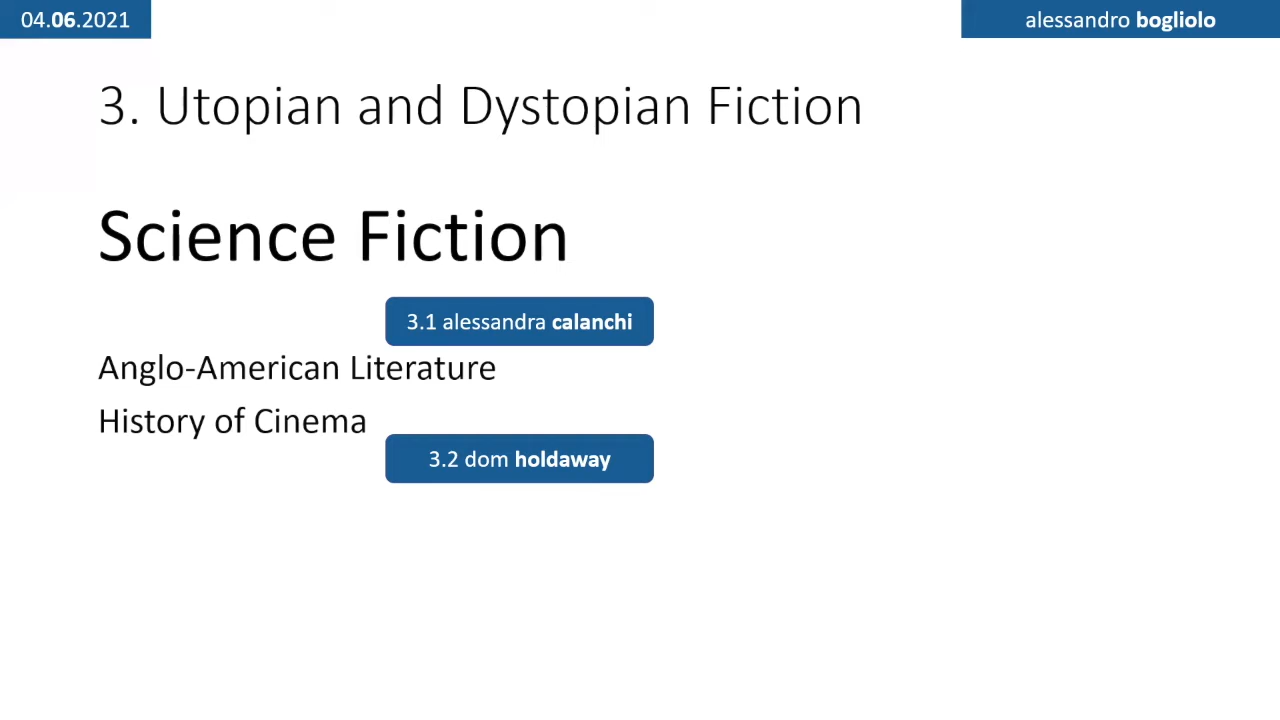 04.06.2021
alessandro bogliolo
3. Utopian and Dystopian Fiction
Science Fiction
3.1 alessandra calanchi
Anglo-American Literature
History of Cinema
3.2 dom holdaway